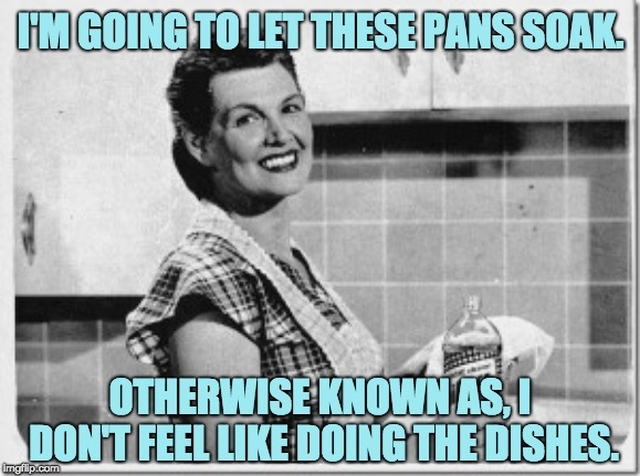 I'M GOING TO LET THESE PANS SOAK.
OTHERWISE KNOWN AS, I
DON'T FEEL LIKE DOING THE DISHES.
imgflip.com